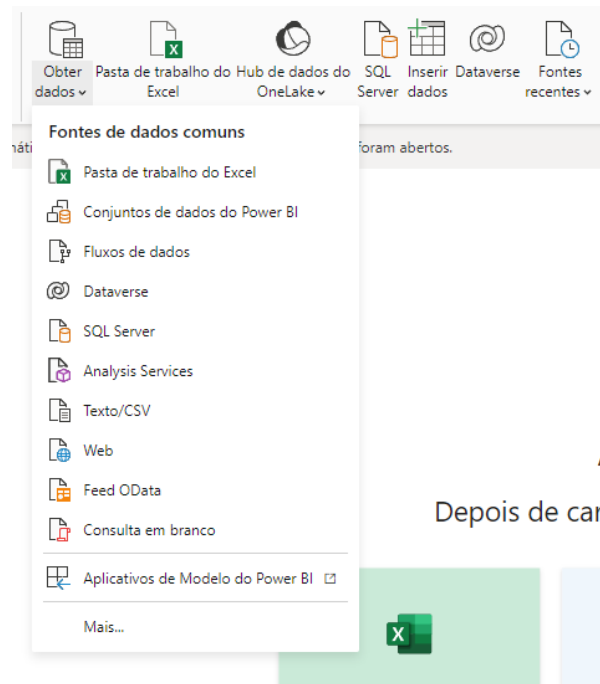 Obter Pasta de trabalho do Hub de dados do SQL Inserir Dataverse Fontes
dados Excel OneLake Server dados recentes
Fontes de dados comuns
foram abertos.
Pasta de trabalho do Excel
Conjuntos de dados do Power BI
Fluxos de dados
Dataverse
SQL Server
Analysis Services
Texto/CSV
Web
Feed OData
Depois de car
Consulta em branco
Aplicativos de Modelo do Power BI
Mais...